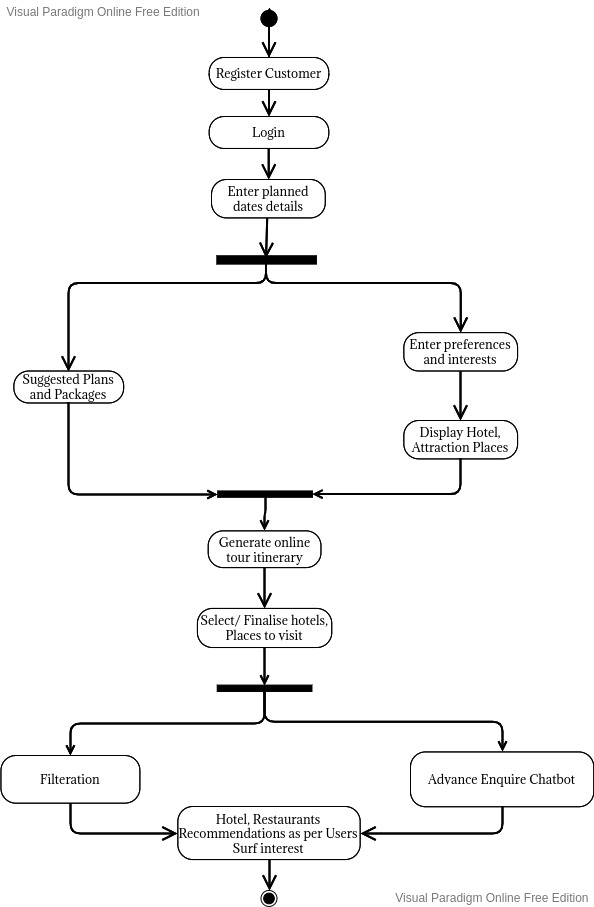 Visual Paradigm Online Free Edition
Register Customer
Login
Enter planned
dates details
Enter preferences
and interests
Suggested Plans
and Packages
Display Hotel,
Attraction Places
Generate online
tour itinerary
Select/ Finalise hotels,
Places to visit
Filteration
Advance Enquire Chatbot
Hotel, Restaurants
Recommendations as per Users
Surf interest
Visual Paradigm Online Free Edition